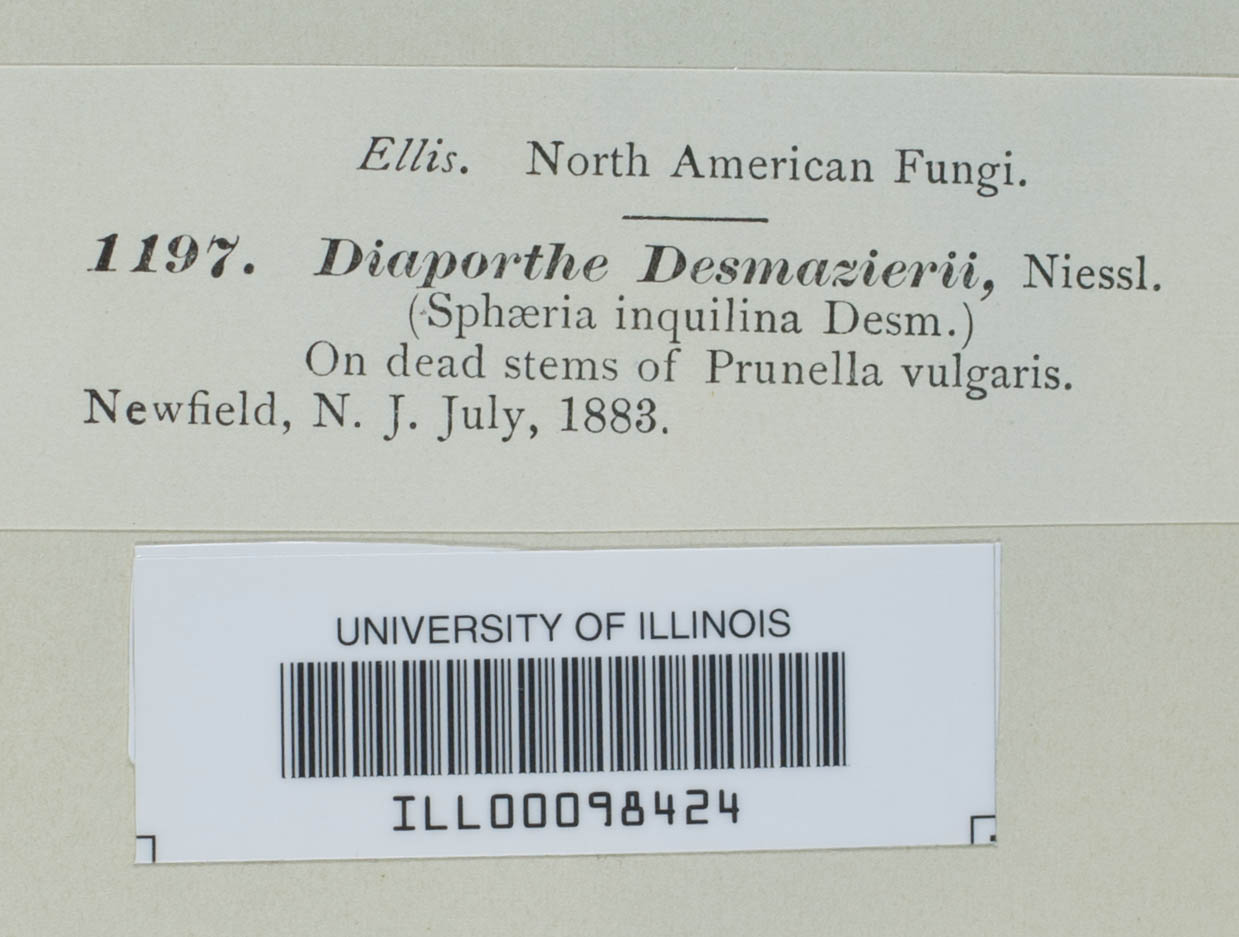 Ellis. North American Fungi.
1197. Diaporthe Desmazierii, Niessl.
(Sphæria inquilina Desm.)
On dead stems of Prunella vulgaris.
Newfield, N. J. July, 1883.
UNIVERSITY OF ILLINOIS
ILL00098424